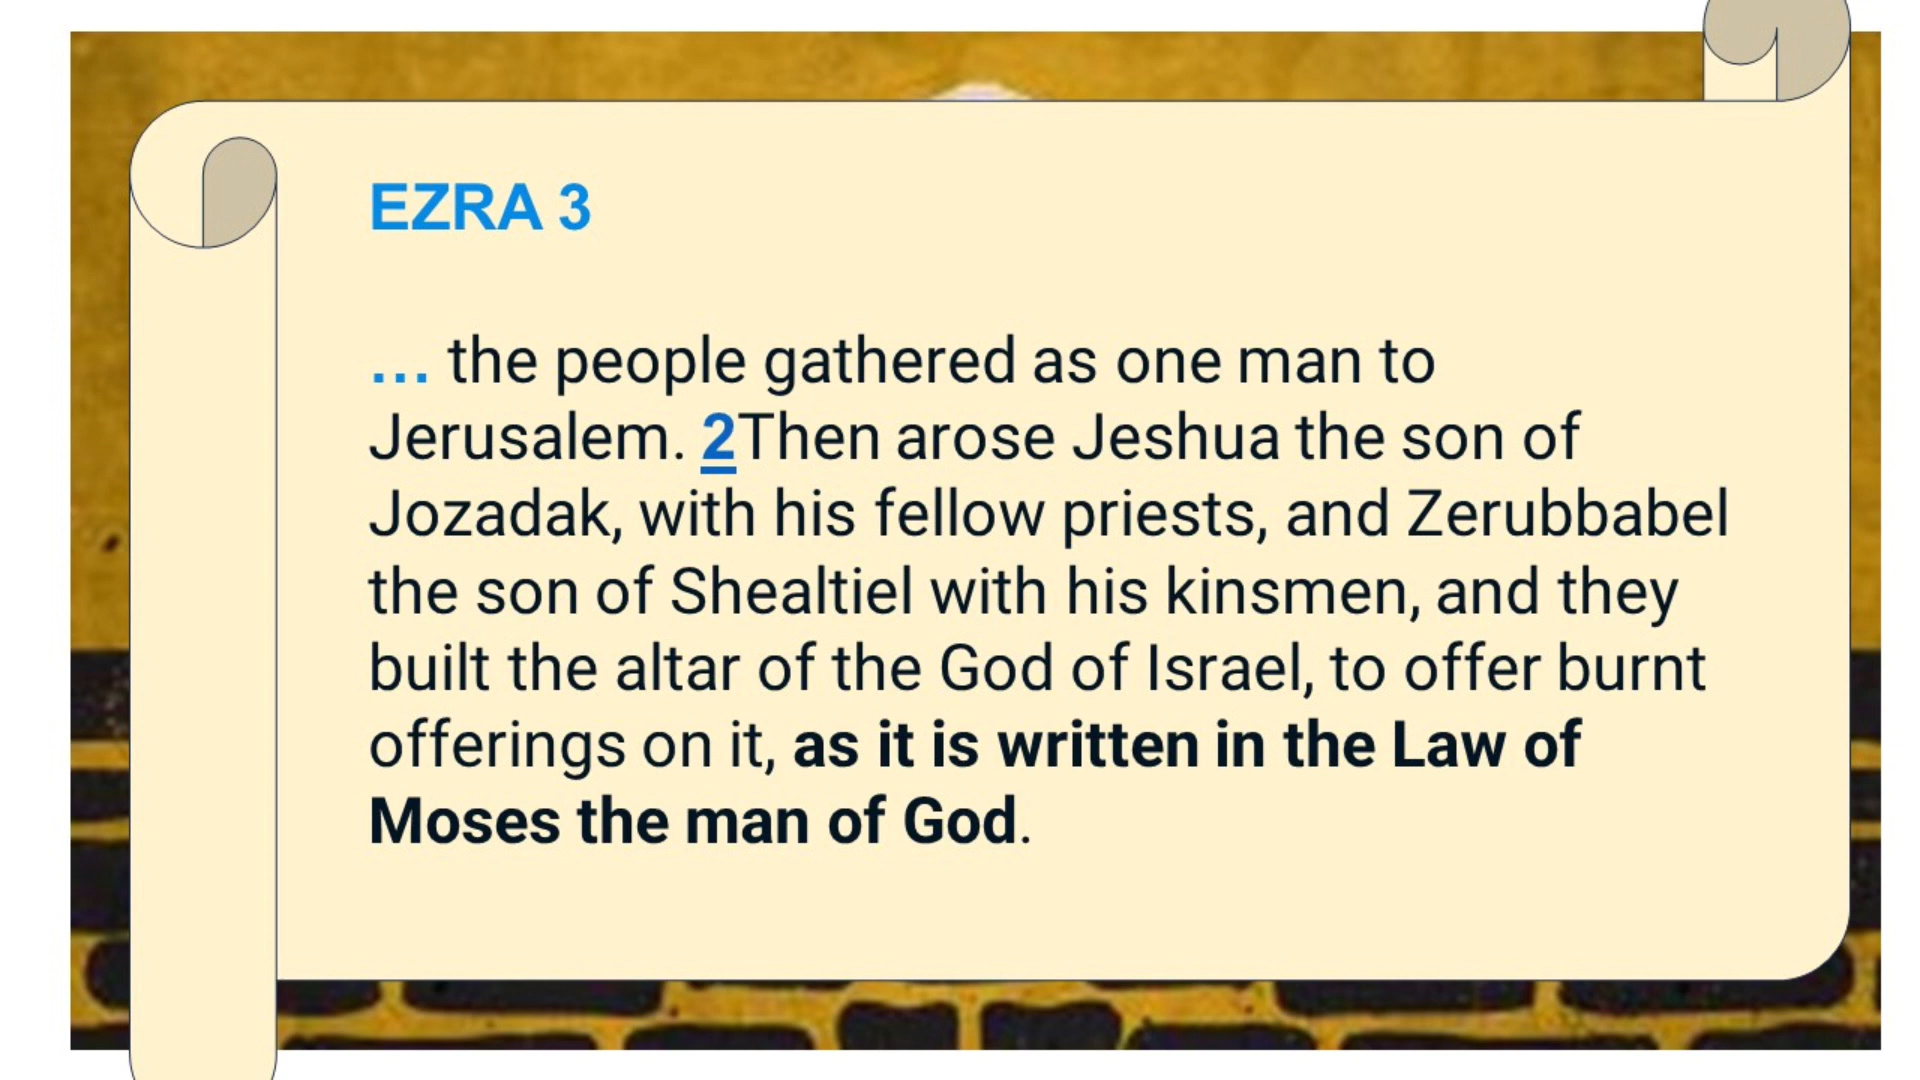 EZRA 3
… the people gathered as one man to
Jerusalem. 2Then arose Jeshua the son of
Jozadak, with his fellow priests, and Zerubbabel
the son of Shealtiel with his kinsmen, and they
built the altar of the God of Israel, to offer burnt
offerings on it, as it is written in the Law of
Moses the man of God.